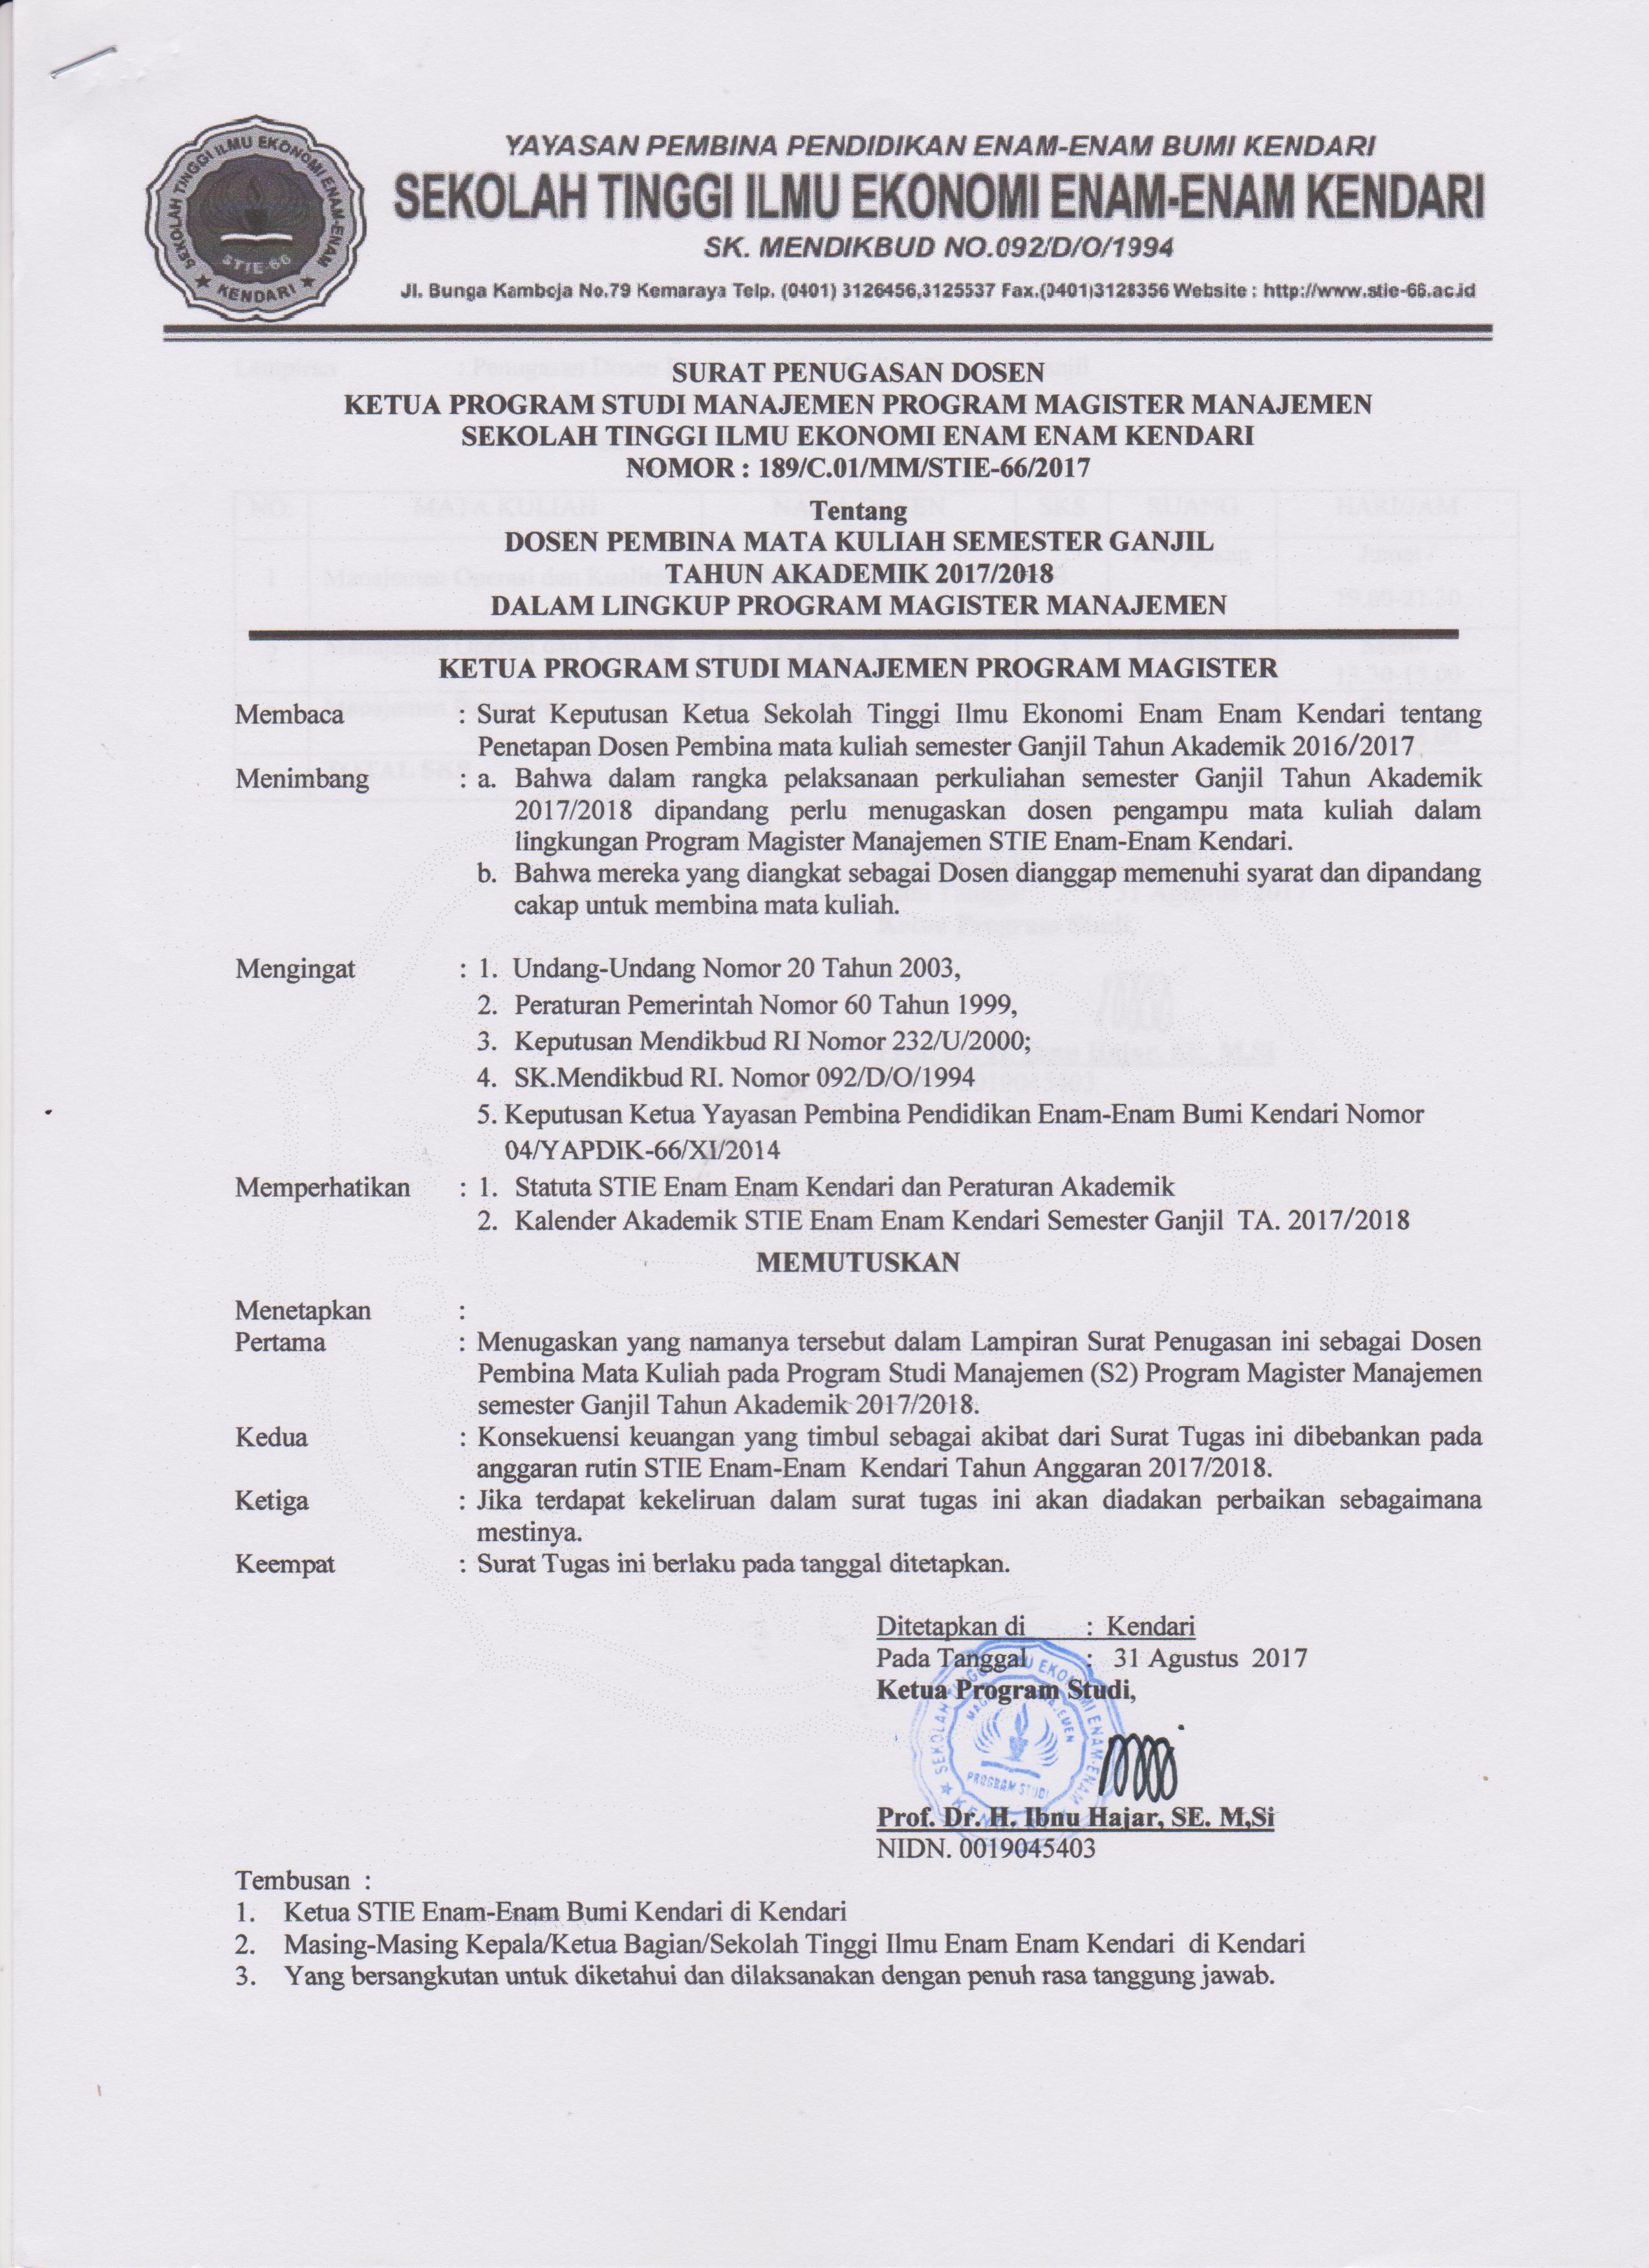 SEKOLAH TINGGI ILMU EKONOMI ENAM-ENAM
STIE-66
KENDARI
YAYASAN PEMBINA PENDIDIKAN ENAM-ENAM BUMI KENDARI
SEKOLAH TINGGI ILMU EKONOMI ENAM-ENAM KENDARI
SK. MENDIKBUD NO.092/D/O/1994
Jl. Bunga Kamboja No.79 Kemaraya Telp. (0401) 3126456,3125537 Fax.(0401)3128356 Website : http://www.stie-66.ac.id
SURAT PENUGASAN DOSEN
KETUA PROGRAM STUDI MANAJEMEN PROGRAM MAGISTER MANAJEMEN
SEKOLAH TINGGI ILMU EKONOMI ENAM ENAM KENDARI
NOMOR : 189/C.01/MM/STIE-66/2017
Tentang
DOSEN PEMBINA MATA KULIAH SEMESTER GANJIL
TAHUN AKADEMIK 2017/2018
DALAM LINGKUP PROGRAM MAGISTER MANAJEMEN
KETUA PROGRAM STUDI MANAJEMEN PROGRAM MAGISTER
Membaca : Surat Keputusan Ketua Sekolah Tinggi Ilmu Ekonomi Enam Enam Kendari tentang
Penetapan Dosen Pembina mata kuliah semester Ganjil Tahun Akademik 2016/2017
Menimbang : a. Bahwa dalam rangka pelaksanaan perkuliahan semester Ganjil Tahun Akademik
2017/2018 dipandang perlu menugaskan dosen pengampu mata kuliah dalam
lingkungan Program Magister Manajemen STIE Enam-Enam Kendari.
b. Bahwa mereka yang diangkat sebagai Dosen dianggap memenuhi syarat dan dipandang
cakap untuk membina mata kuliah.
Mengingat : 1. Undang-Undang Nomor 20 Tahun 2003,
2. Peraturan Pemerintah Nomor 60 Tahun 1999,
3. Keputusan Mendikbud RI Nomor 232/U/2000;
4. SK.Mendikbud RI. Nomor 092/D/O/1994
5. Keputusan Ketua Yayasan Pembina Pendidikan Enam-Enam Bumi Kendari Nomor
04/YAPDIK-66/XI/2014
Memperhatikan : 1. Statuta STIE Enam Enam Kendari dan Peraturan Akademik
2. Kalender Akademik STIE Enam Enam Kendari Semester Ganjil TA. 2017/2018
MEMUTUSKAN
Menetapkan :
Pertama : Menugaskan yang namanya tersebut dalam Lampiran Surat Penugasan ini sebagai Dosen
Pembina Mata Kuliah pada Program Studi Manajemen (S2) Program Magister Manajemen
semester Ganjil Tahun Akademik 2017/2018.
Kedua : Konsekuensi keuangan yang timbul sebagai akibat dari Surat Tugas ini dibebankan pada
anggaran rutin STIE Enam-Enam Kendari Tahun Anggaran 2017/2018.
Ketiga : Jika terdapat kekeliruan dalam surat tugas ini akan diadakan perbaikan sebagaimana
mestinya.
Keempat : Surat Tugas ini berlaku pada tanggal ditetapkan.
Ditetapkan di : Kendari
Pada Tanggal : 31 Agustus 2017
Ketua Program Studi,
PROGRAM STUDI
Prof. Dr. H. Ibnu Hajar, SE. M,Si
NIDN. 0019045403
Tembusan :
1. Ketua STIE Enam-Enam Bumi Kendari di Kendari
2. Masing-Masing Kepala/Ketua Bagian/Sekolah Tinggi Ilmu Enam Enam Kendari di Kendari
3. Yang bersangkutan untuk diketahui dan dilaksanakan dengan penuh rasa tanggung jawab.